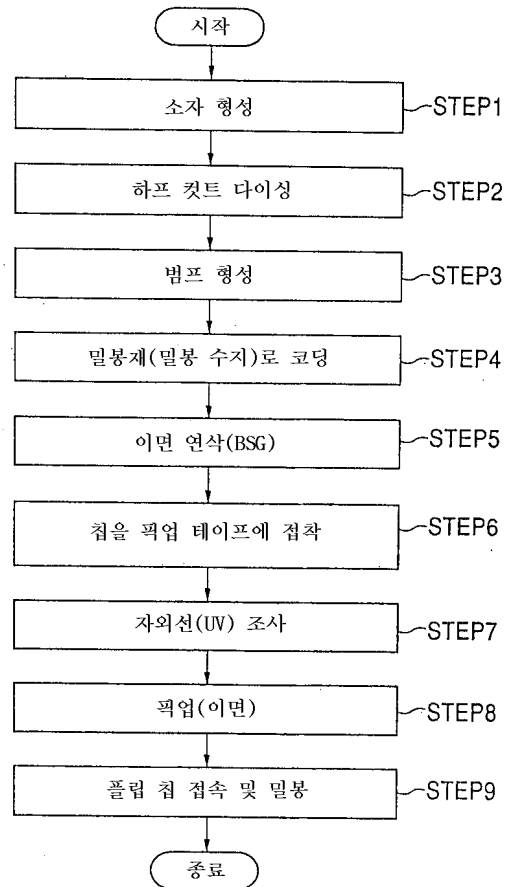 시작
소자 형성 STEP1
하프 컷트 다이싱 STEP2
범프 형성 STEP3
밀봉재(밀봉 수지)로 코딩 STEP4
이면 연삭(BSG) STEP5
칩을 픽업 테이프에 접착 STEP6
자외선(UV) 조사 STEP7
픽업(이면) STEP8
플립 칩 접속 및 밀봉 STEP9
종료